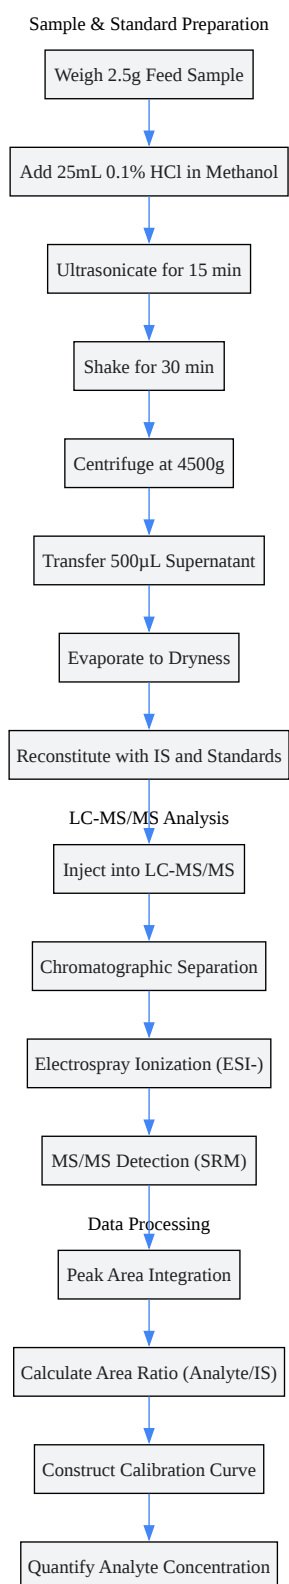 Sample & Standard Preparation
Weigh 2.5g Feed Sample
Add 25mL 0.1% HCl in Methanol
Ultrasonicate for 15 min
Shake for 30 min
Centrifuge at 4500g
Transfer 500µL Supernatant
Evaporate to Dryness
Reconstitute with IS and Standards
LC-MS/MS Analysis
Inject into LC-MS/MS
Chromatographic Separation
Electrospray Ionization (ESI-)
MS/MS Detection (SRM)
Data Processing
Peak Area Integration
Calculate Area Ratio (Analyte/IS)
Construct Calibration Curve
Quantify Analyte Concentration